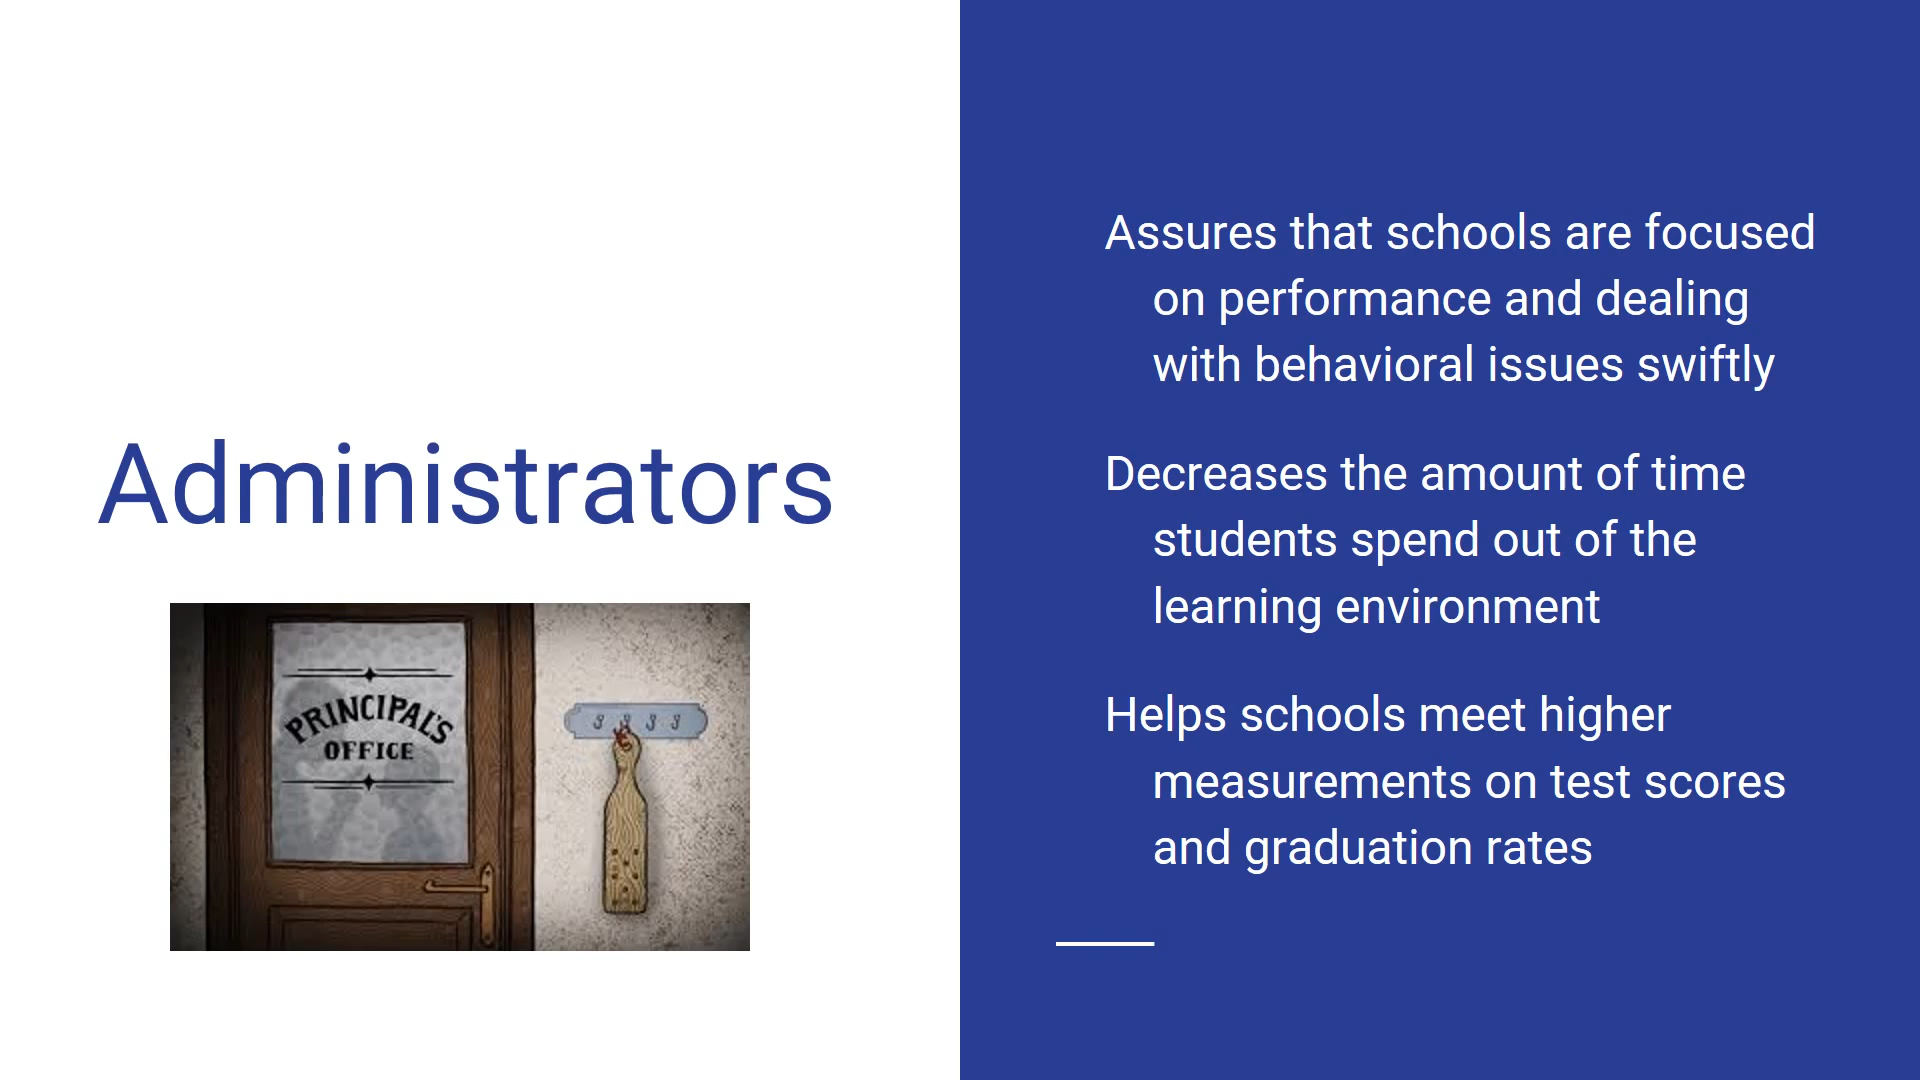 Administrators
PRINCIPAL'S
OFFICE
Assures that schools are focused
on performance and dealing
with behavioral issues swiftly
Decreases the amount of time
students spend out of the
learning environment
Helps schools meet higher
measurements on test scores
and graduation rates